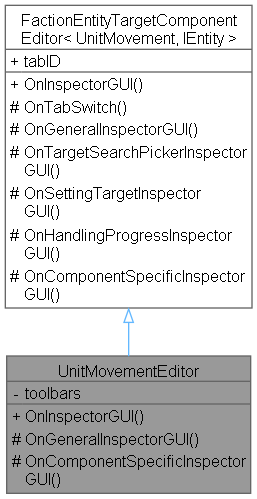 FactionEntityTargetComponent
Editor< UnitMovement, IEntity >
+ tabID
+ OnInspectorGUI()
# OnTabSwitch()
# OnGeneralInspectorGUI()
# OnTargetSearchPickerInspector
GUI()
# OnSettingTargetInspector
GUI()
# OnHandlingProgressInspector
GUI()
# OnComponentSpecificInspector
GUI()
UnitMovementEditor
- toolbars
+ OnInspectorGUI()
# OnGeneralInspectorGUI()
# OnComponentSpecificInspector
GUI()